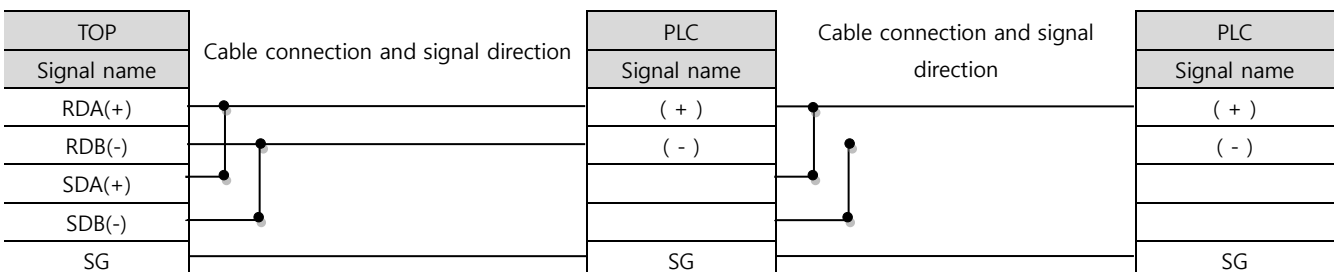 TOP
Cable connection and signal direction
PLC
Cable connection and signal
direction
PLC
Signal name
Signal name
Signal name
RDA(+)
( + )
( + )
RDB(-)
( - )
( - )
SDA(+)
SDB(-)
SG
SG
SG